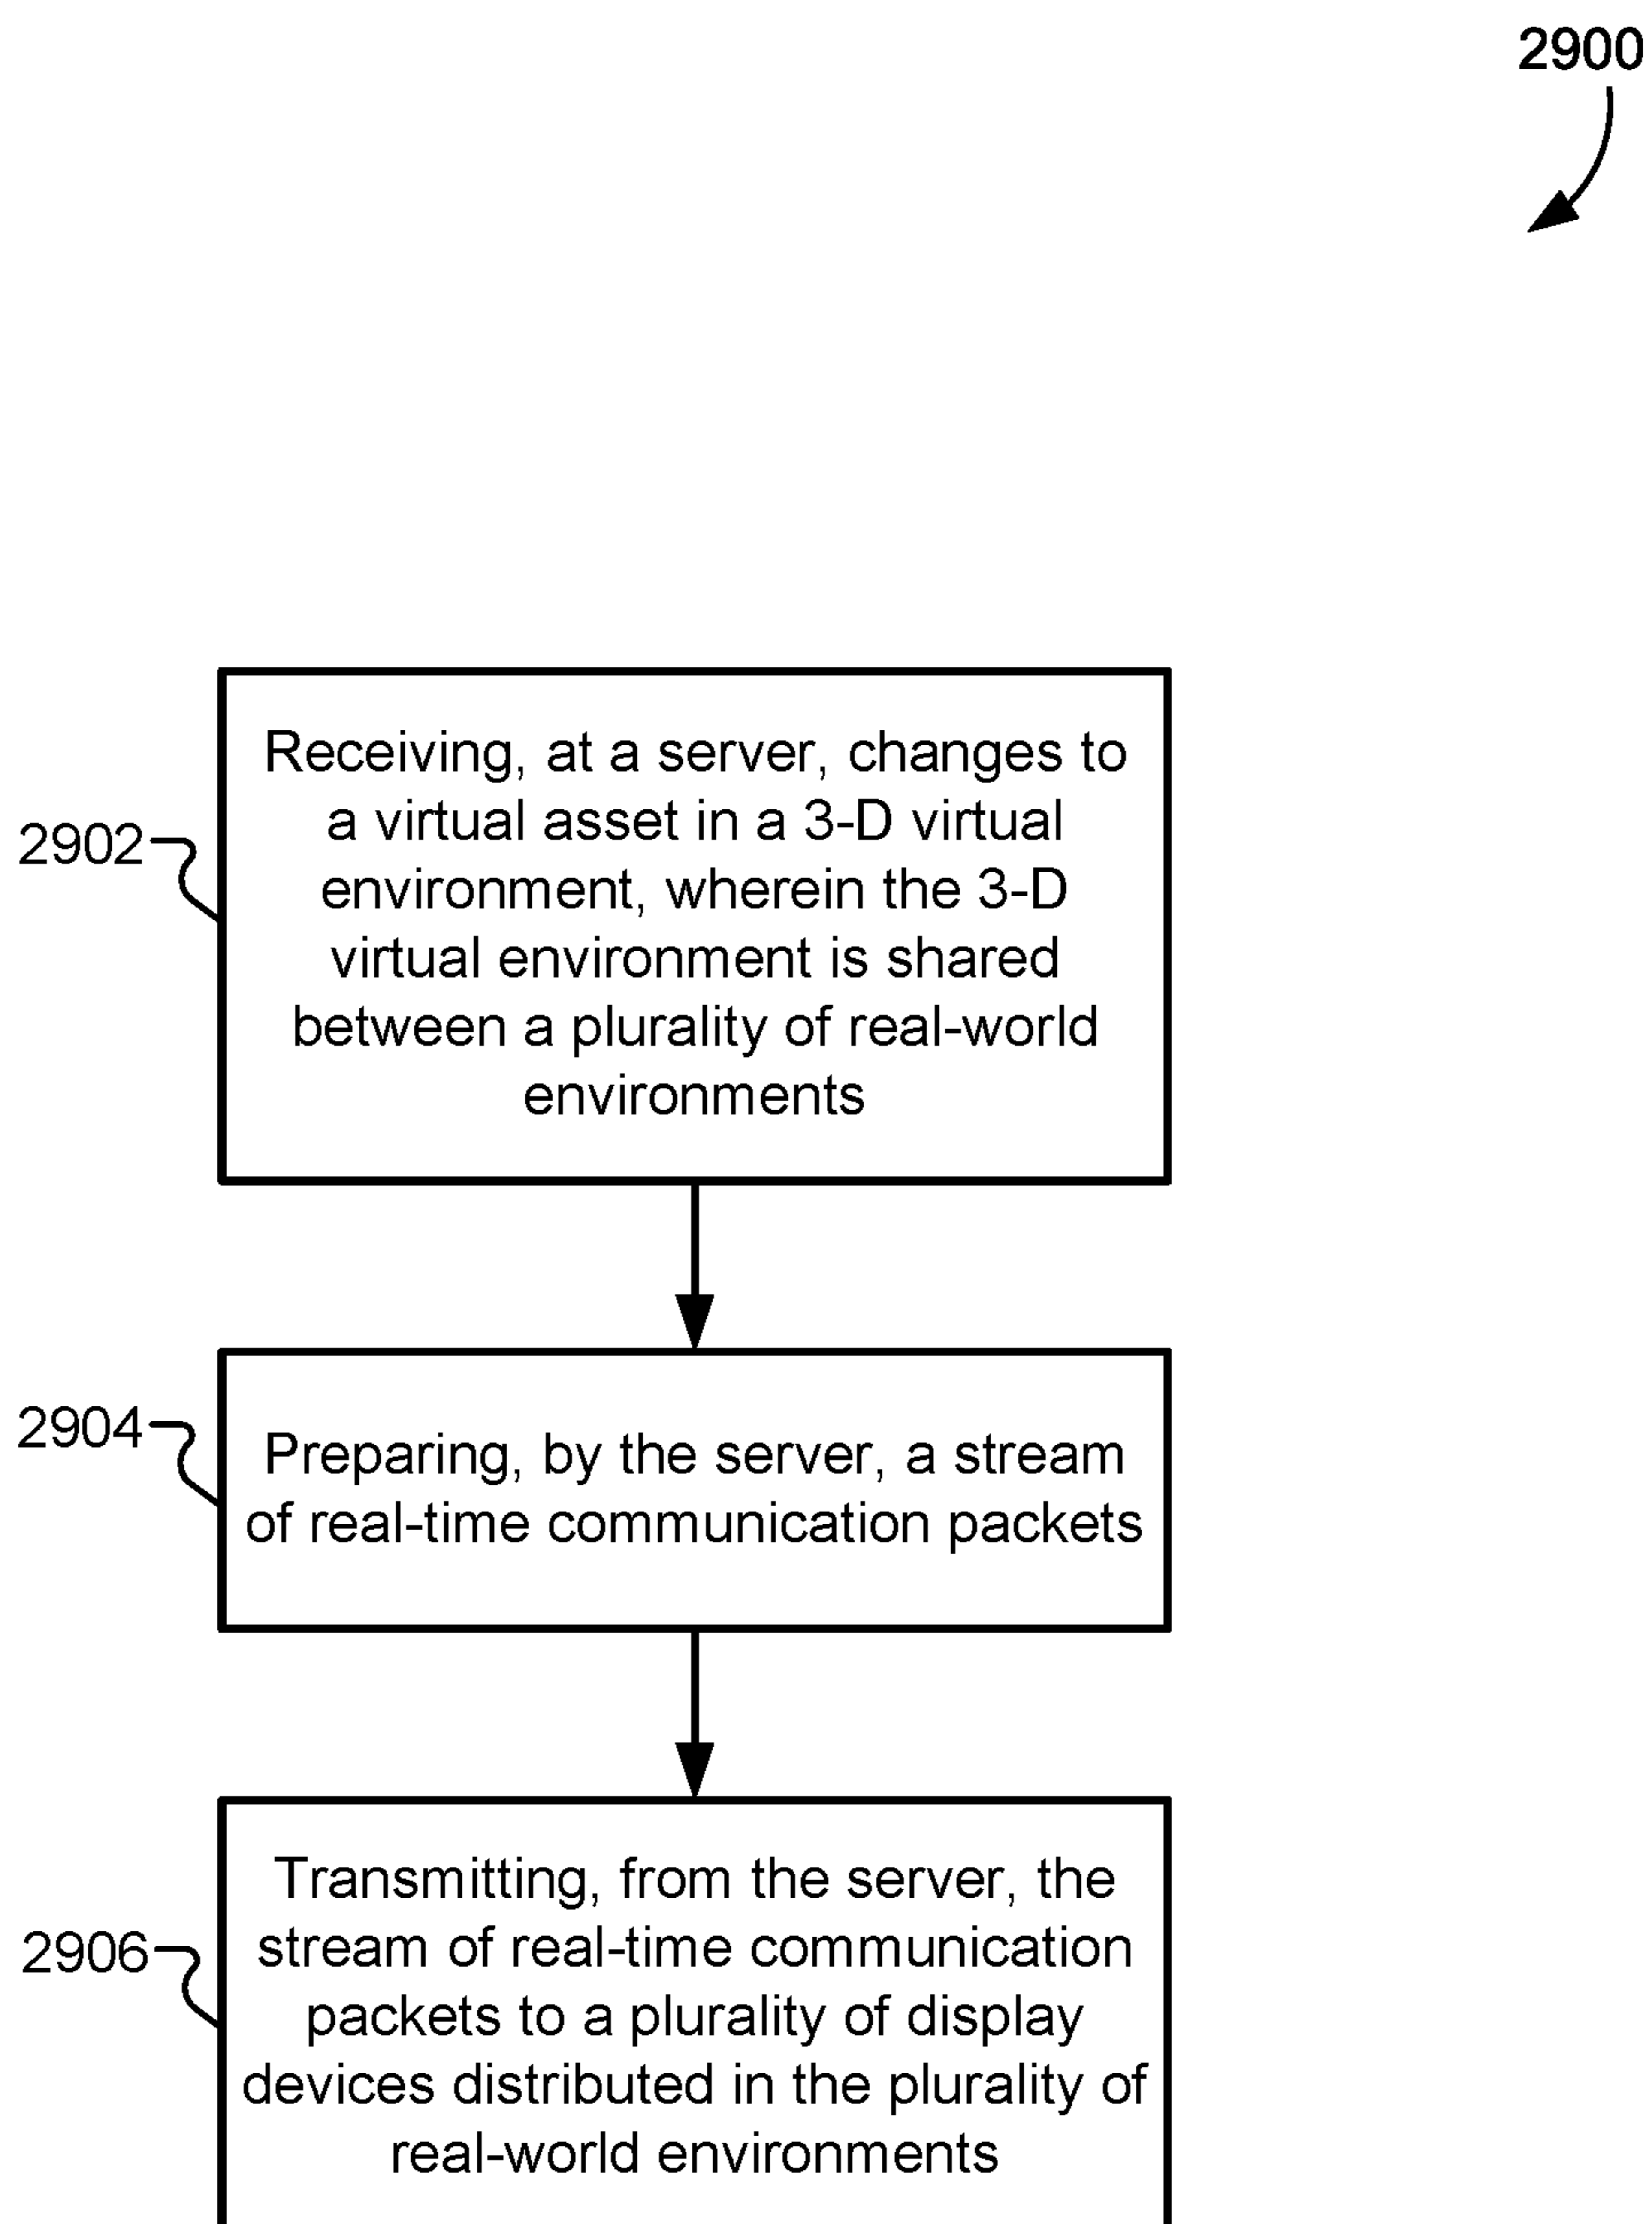 2900
2902
Receiving, at a server, changes to
a virtual asset in a 3-D virtual
environment, wherein the 3-D
virtual environment is shared
between a plurality of real-world
environments
2904
Preparing, by the server, a stream
of real-time communication packets
2906
Transmitting, from the server, the
stream of real-time communication
packets to a plurality of display
devices distributed in the plurality of
real-world environments